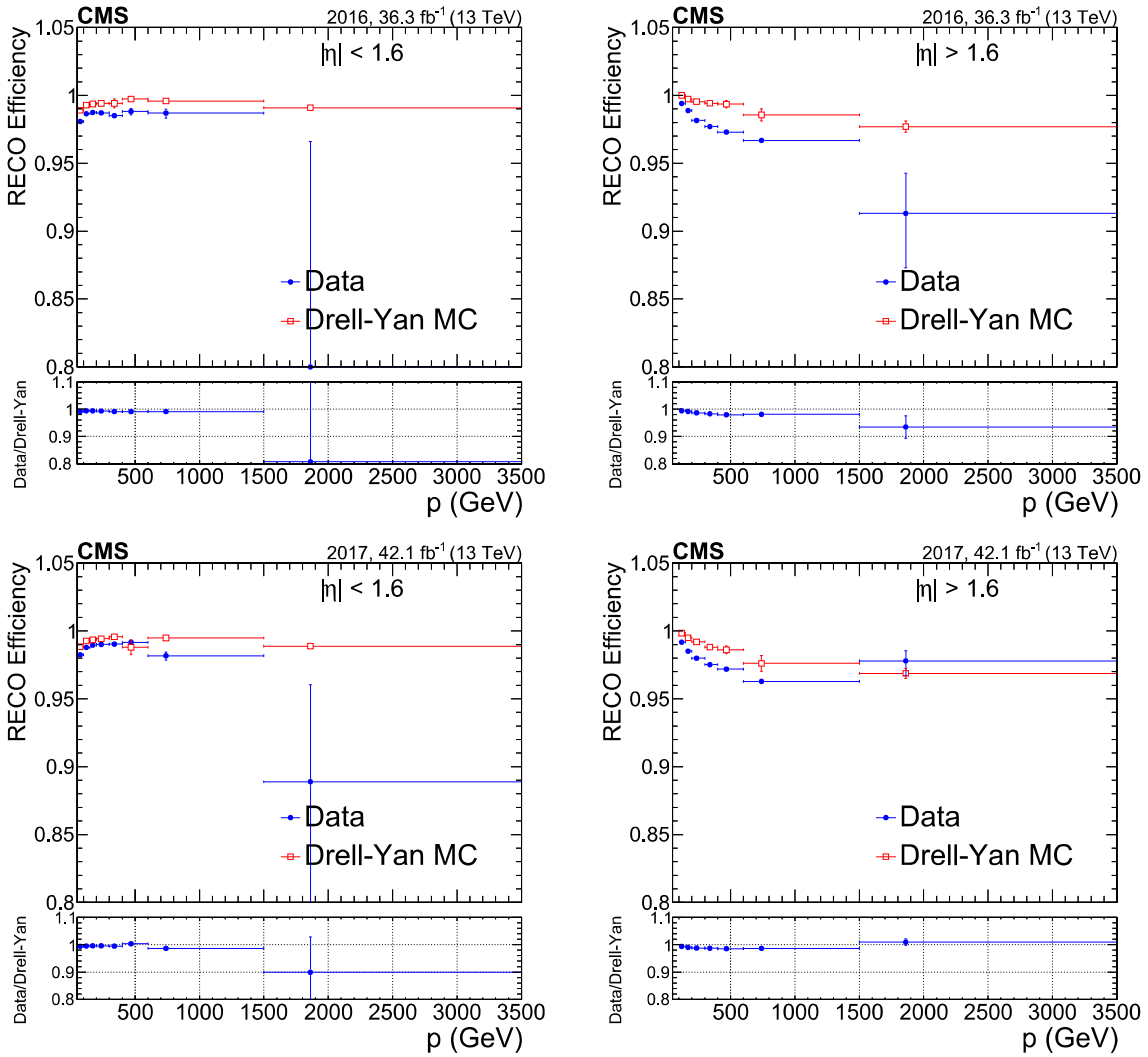 CMS 2016, 36.3 fb⁻¹ (13 TeV)
RECO Efficiency
|η| < 1.6
1.05
1
0.95
0.9
0.85
0.8
Data
Drell-Yan MC
Data/Drell-Yan
1.1
1
0.9
0.8
500 1000 1500 2000 2500 3000 3500
p (GeV)
CMS 2016, 36.3 fb⁻¹ (13 TeV)
RECO Efficiency
|η| > 1.6
1.05
1
0.95
0.9
0.85
0.8
Data
Drell-Yan MC
Data/Drell-Yan
1.1
1
0.9
0.8
500 1000 1500 2000 2500 3000 3500
p (GeV)
CMS 2017, 42.1 fb⁻¹ (13 TeV)
RECO Efficiency
|η| < 1.6
1.05
1
0.95
0.9
0.85
0.8
Data
Drell-Yan MC
Data/Drell-Yan
1.1
1
0.9
0.8
500 1000 1500 2000 2500 3000 3500
p (GeV)
CMS 2017, 42.1 fb⁻¹ (13 TeV)
RECO Efficiency
|η| > 1.6
1.05
1
0.95
0.9
0.85
0.8
Data
Drell-Yan MC
Data/Drell-Yan
1.1
1
0.9
0.8
500 1000 1500 2000 2500 3000 3500
p (GeV)